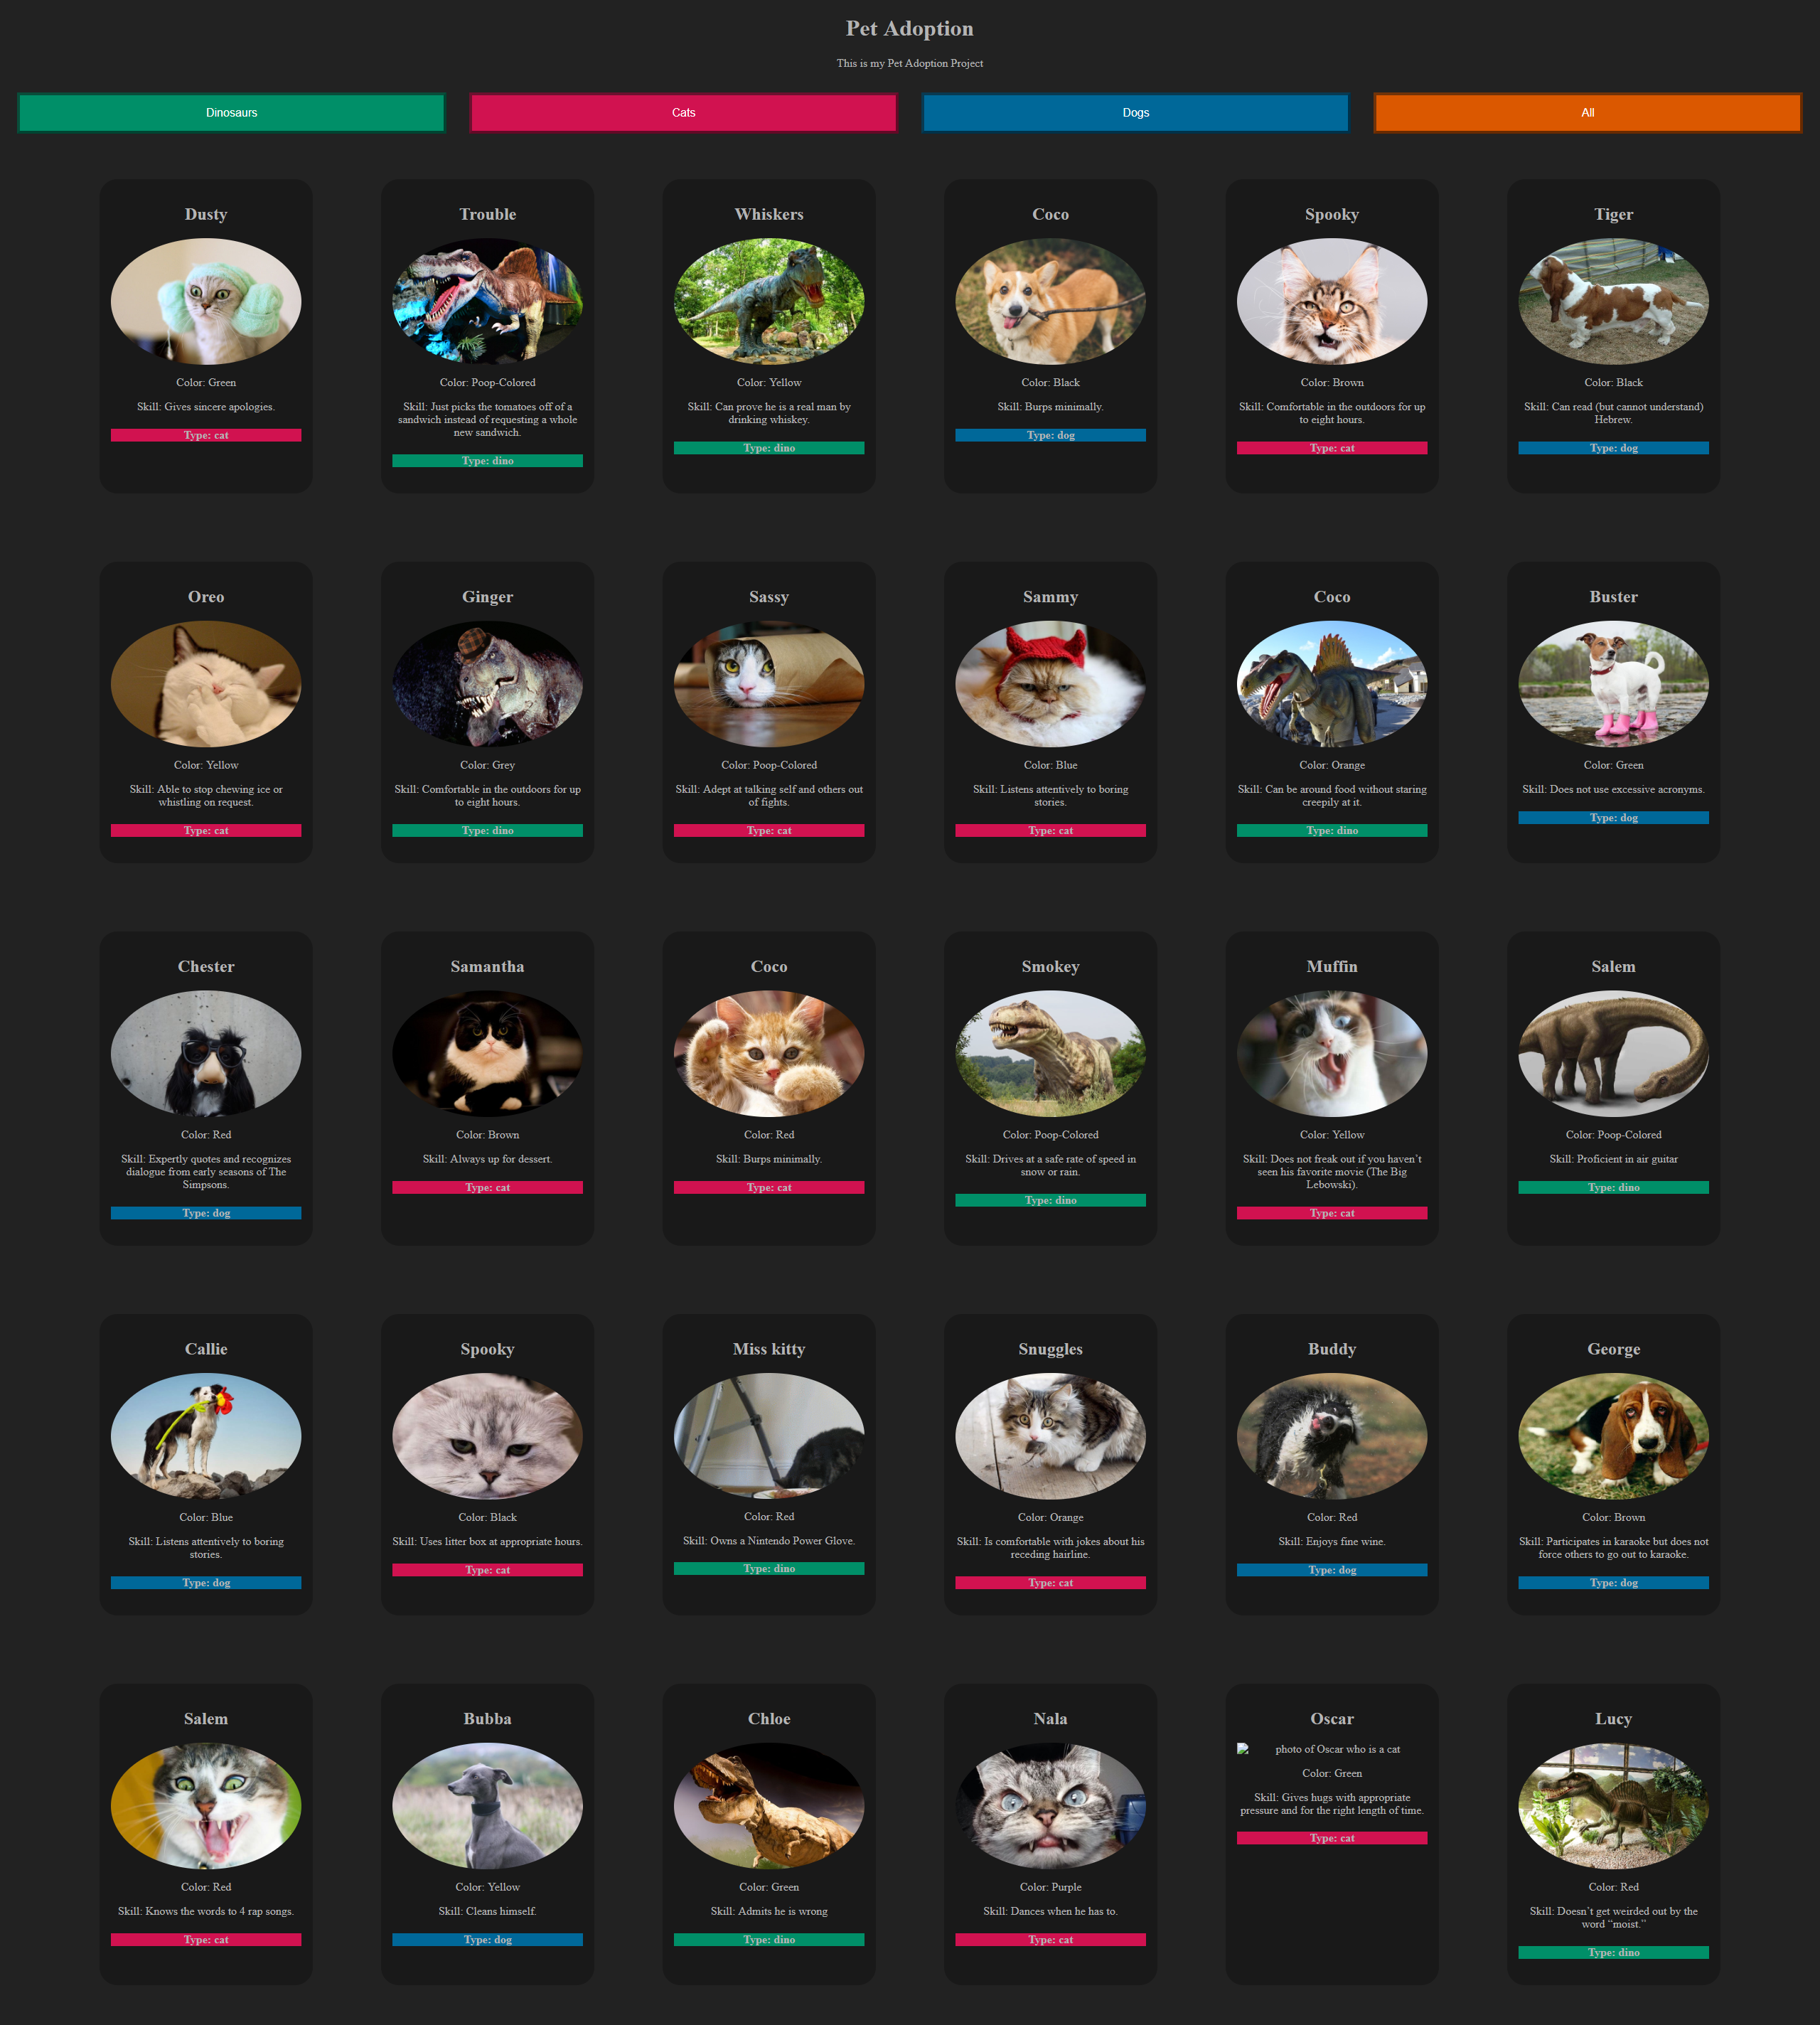 Pet Adoption
This is my Pet Adoption Project
Dinosaurs
Cats
Dogs
All
Dusty
Color: Green
Skill: Gives sincere apologies.
Type: cat
Trouble
Color: Poop-Colored
Skill: Just picks the tomatoes off of a
sandwich instead of requesting a whole
new sandwich.
Type: dino
Whiskers
Color: Yellow
Skill: Can prove he is a real man by
drinking whiskey.
Type: dino
Coco
Color: Black
Skill: Burps minimally.
Type: dog
Spooky
Color: Brown
Skill: Comfortable in the outdoors for up
to eight hours.
Type: cat
Tiger
Color: Black
Skill: Can read (but cannot understand)
Hebrew.
Type: dog
Oreo
Color: Yellow
Skill: Able to stop chewing ice or
whistling on request.
Type: cat
Ginger
Color: Grey
Skill: Comfortable in the outdoors for up
to eight hours.
Type: dino
Sassy
Color: Poop-Colored
Skill: Adept at talking self and others out
of fights.
Type: cat
Sammy
Color: Blue
Skill: Listens attentively to boring
stories.
Type: cat
Coco
Color: Orange
Skill: Can be around food without staring
creepily at it.
Type: dino
Buster
Color: Green
Skill: Does not use excessive acronyms.
Type: dog
Chester
Color: Red
Skill: Expertly quotes and recognizes
dialogue from early seasons of The
Simpsons.
Type: dog
Samantha
Color: Brown
Skill: Always up for dessert.
Type: cat
Coco
Color: Red
Skill: Burps minimally.
Type: cat
Smokey
Color: Poop-Colored
Skill: Drives at a safe rate of speed in
snow or rain.
Type: dino
Muffin
Color: Yellow
Skill: Does not freak out if you haven’t
seen his favorite movie (The Big
Lebowski).
Type: cat
Salem
Color: Poop-Colored
Skill: Proficient in air guitar
Type: dino
Callie
Color: Blue
Skill: Listens attentively to boring
stories.
Type: dog
Spooky
Color: Black
Skill: Uses litter box at appropriate hours.
Type: cat
Miss kitty
Color: Red
Skill: Owns a Nintendo Power Glove.
Type: dino
Snuggles
Color: Orange
Skill: Is comfortable with jokes about his
receding hairline.
Type: cat
Buddy
Color: Red
Skill: Enjoys fine wine.
Type: dog
George
Color: Brown
Skill: Participates in karaoke but does not
force others to go out to karaoke.
Type: dog
Salem
Color: Red
Skill: Knows the words to 4 rap songs.
Type: cat
Bubba
Color: Yellow
Skill: Cleans himself.
Type: dog
Chloe
Color: Green
Skill: Admits he is wrong
Type: dino
Nala
Color: Purple
Skill: Dances when he has to.
Type: cat
Oscar
photo of Oscar who is a cat
Color: Green
Skill: Gives hugs with appropriate
pressure and for the right length of time.
Type: cat
Lucy
Color: Red
Skill: Doesn’t get weirded out by the
word “moist.”
Type: dino